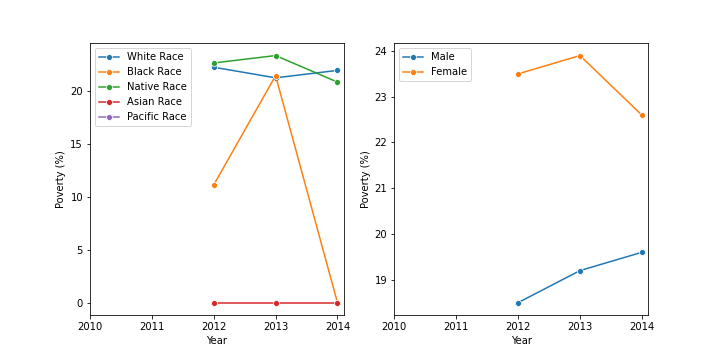 White Race
Black Race
Native Race
Asian Race
Pacific Race
Poverty (%)
20
15
10
5
0
2010 2011 2012 2013 2014
Year
Male
Female
Poverty (%)
24
23
22
21
20
19
2010 2011 2012 2013 2014
Year